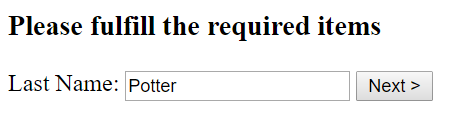 Please fulfill the required items
Last Name: Potter Next >